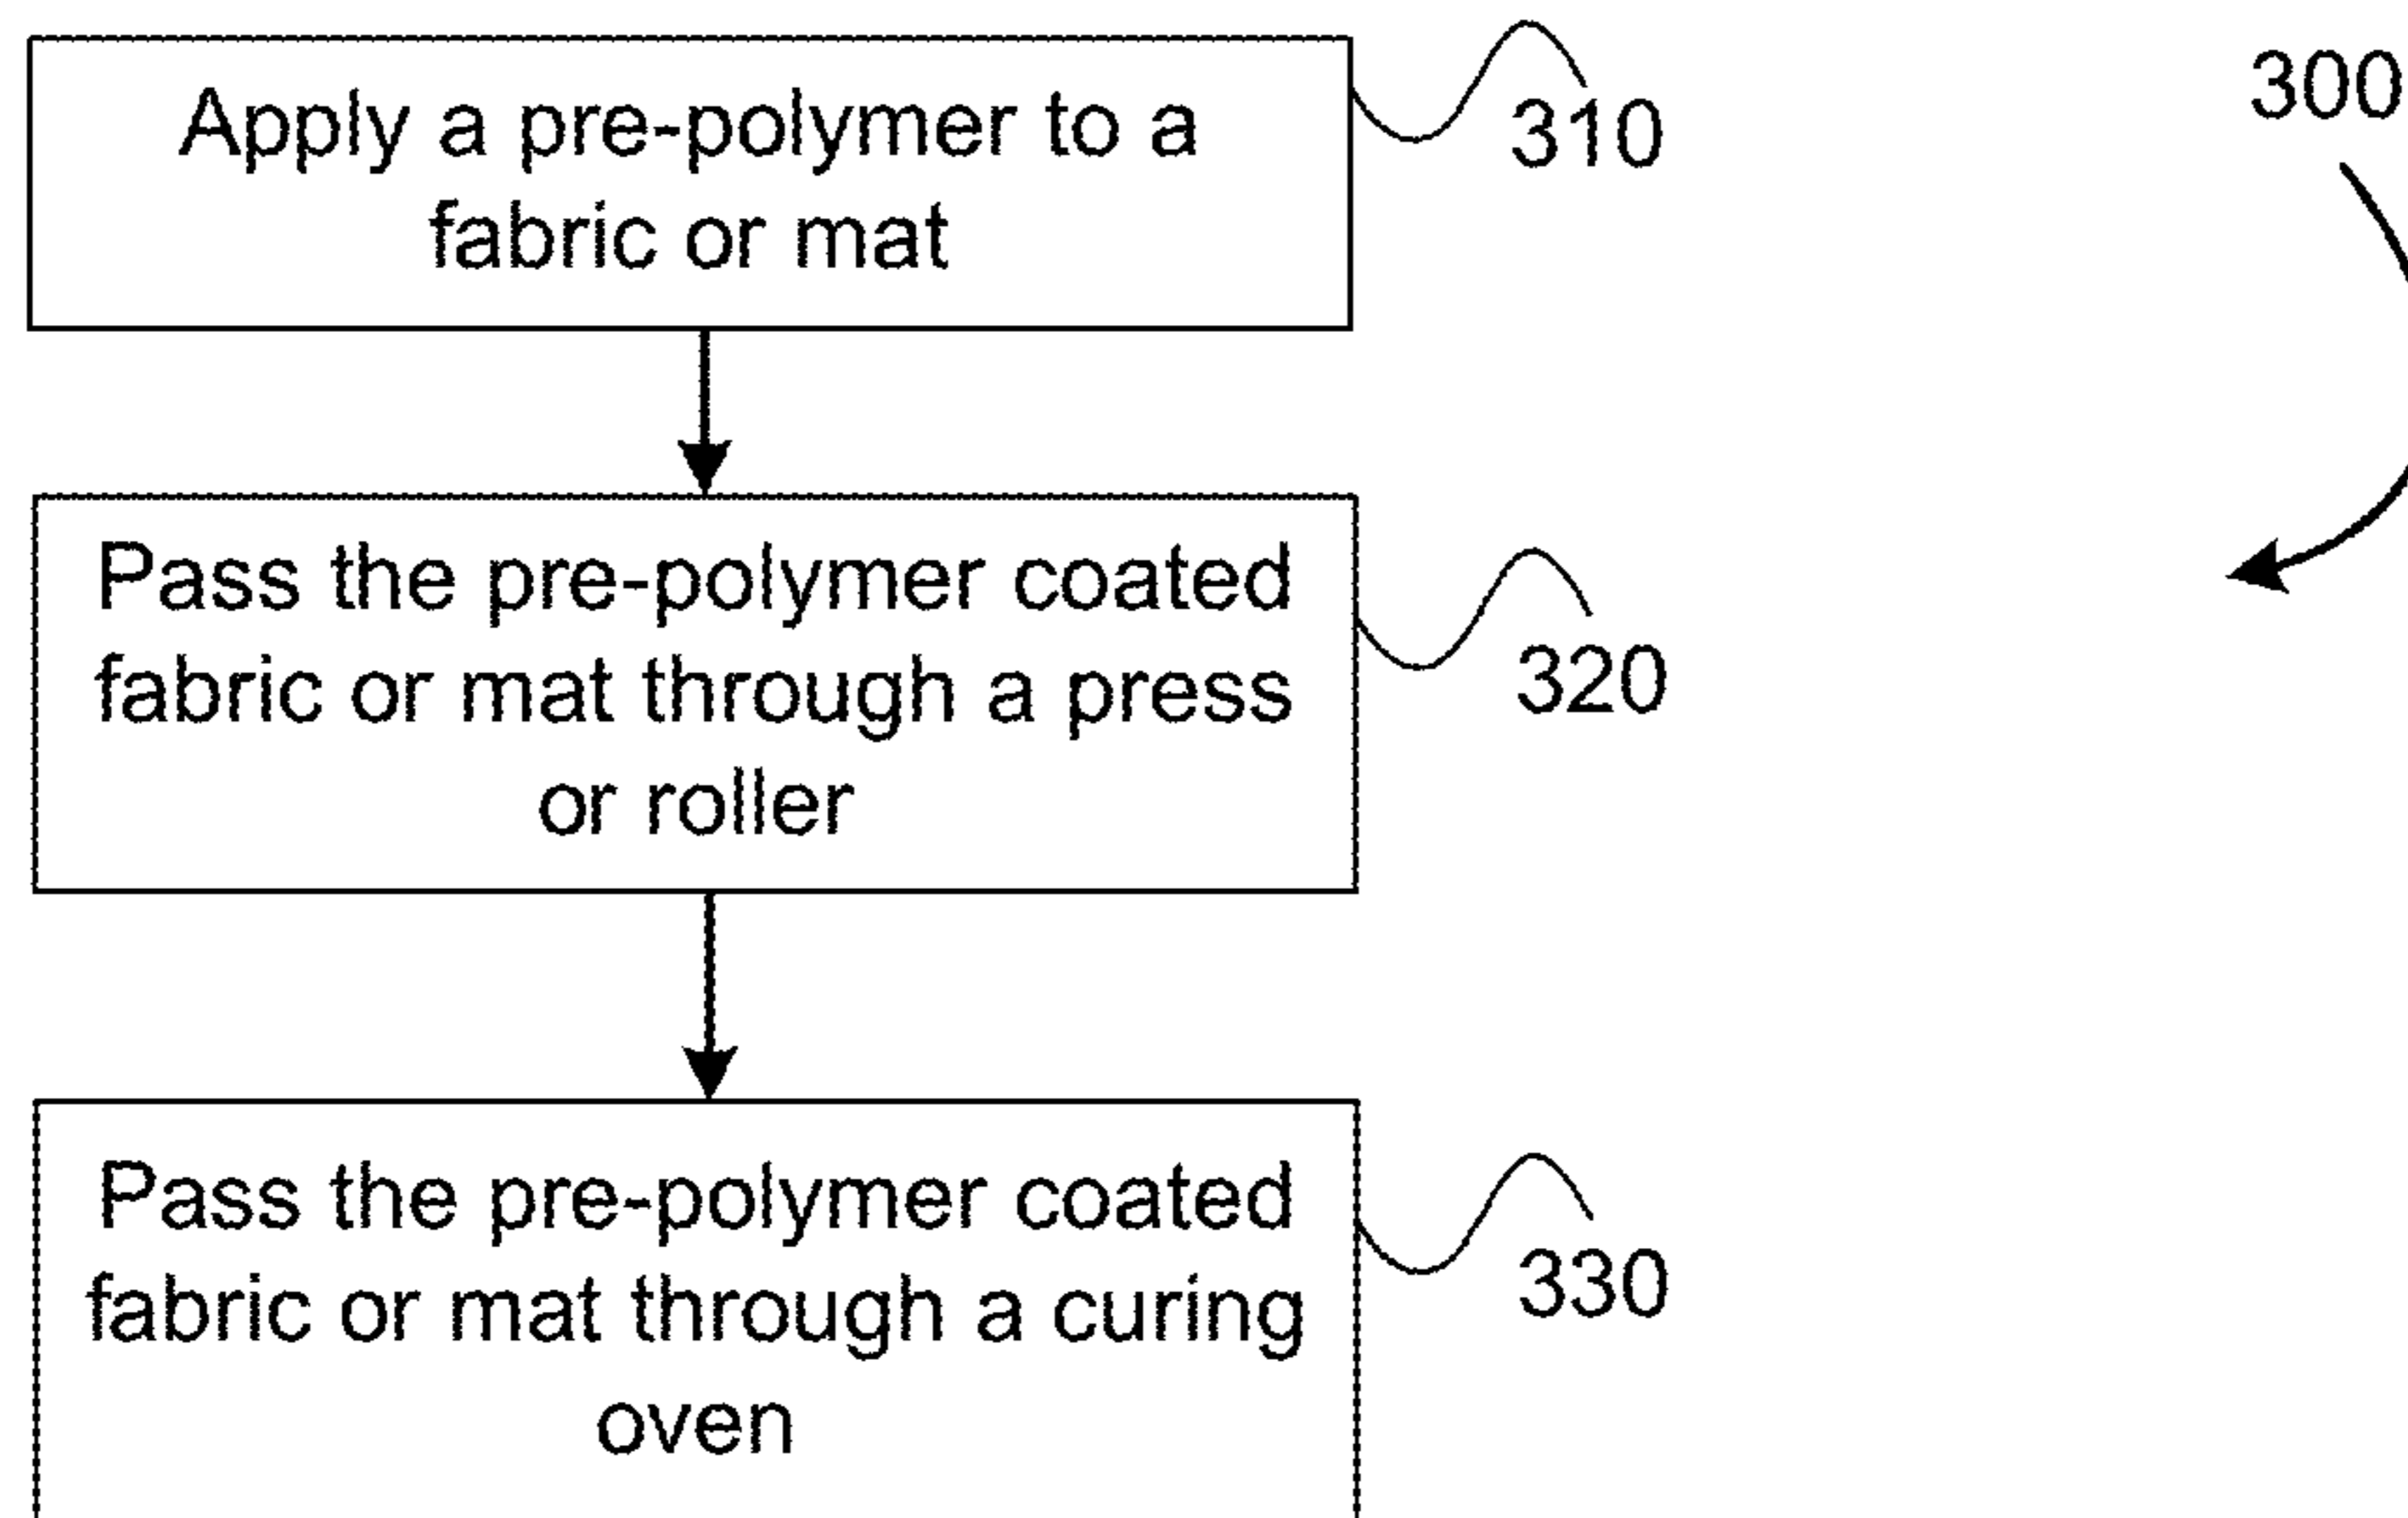 Apply a pre-polymer to a
fabric or mat
310
300
Pass the pre-polymer coated
fabric or mat through a press
or roller
320
Pass the pre-polymer coated
fabric or mat through a curing
oven
330